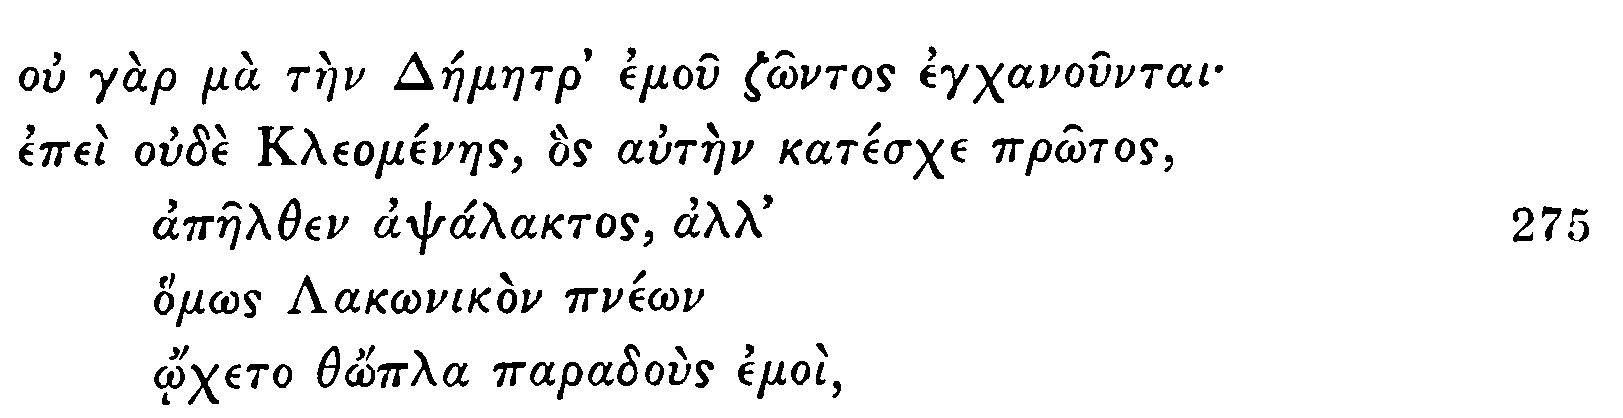 οὐ γὰρ μὰ τὴν Δήμητρ’ ἐμοῦ ζῶντος ἐγχανοῦνται·
ἐπεὶ οὐδὲ Κλεομένης, ὃς αὐτὴν κατέσχε πρῶτος,
ἀπῆλθεν ἀψάλακτος, ἀλλ’ 275
ὅμως Λακωνικὸν πνέων
ᾤχετο θὤπλα παραδοὺς ἐμοὶ,